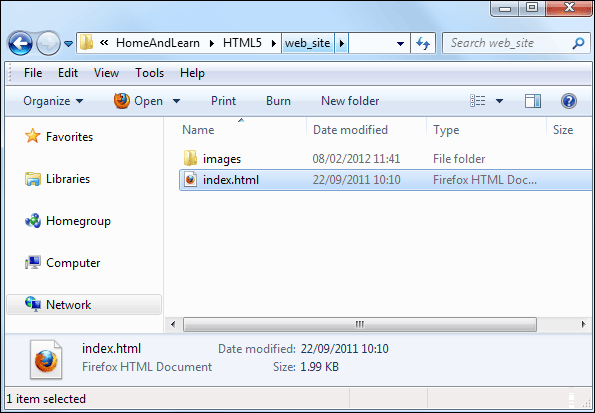 « HomeAndLearn HTML5 web_site Search web_site
File Edit View Tools Help
Organize Open Print Burn New folder
Name Date modified Type Size
Favorites
images 08/02/2012 11:41 File folder
index.html 22/09/2011 10:10 Firefox HTML Doc...
Libraries
Homegroup
Computer
Network
index.html Date modified: 22/09/2011 10:10
Firefox HTML Document Size: 1.99 KB
1 item selected